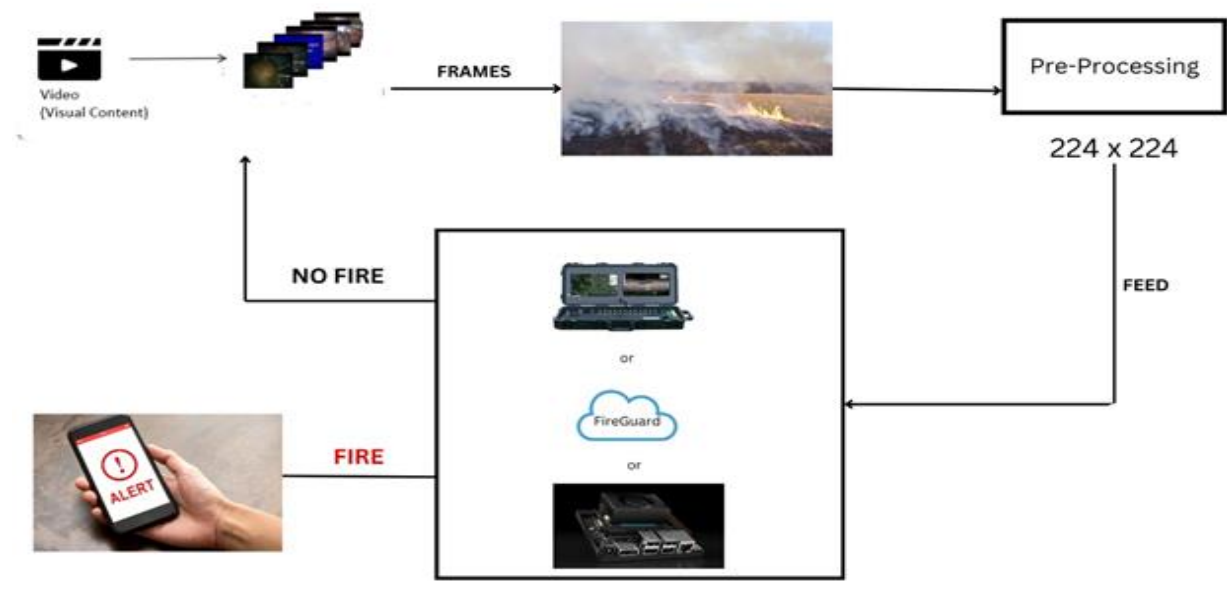 Video
(Visual Content)
FRAMES
Pre-Processing
224 x 224
FEED
NO FIRE
or
FireGuard
or
FIRE
ALERT